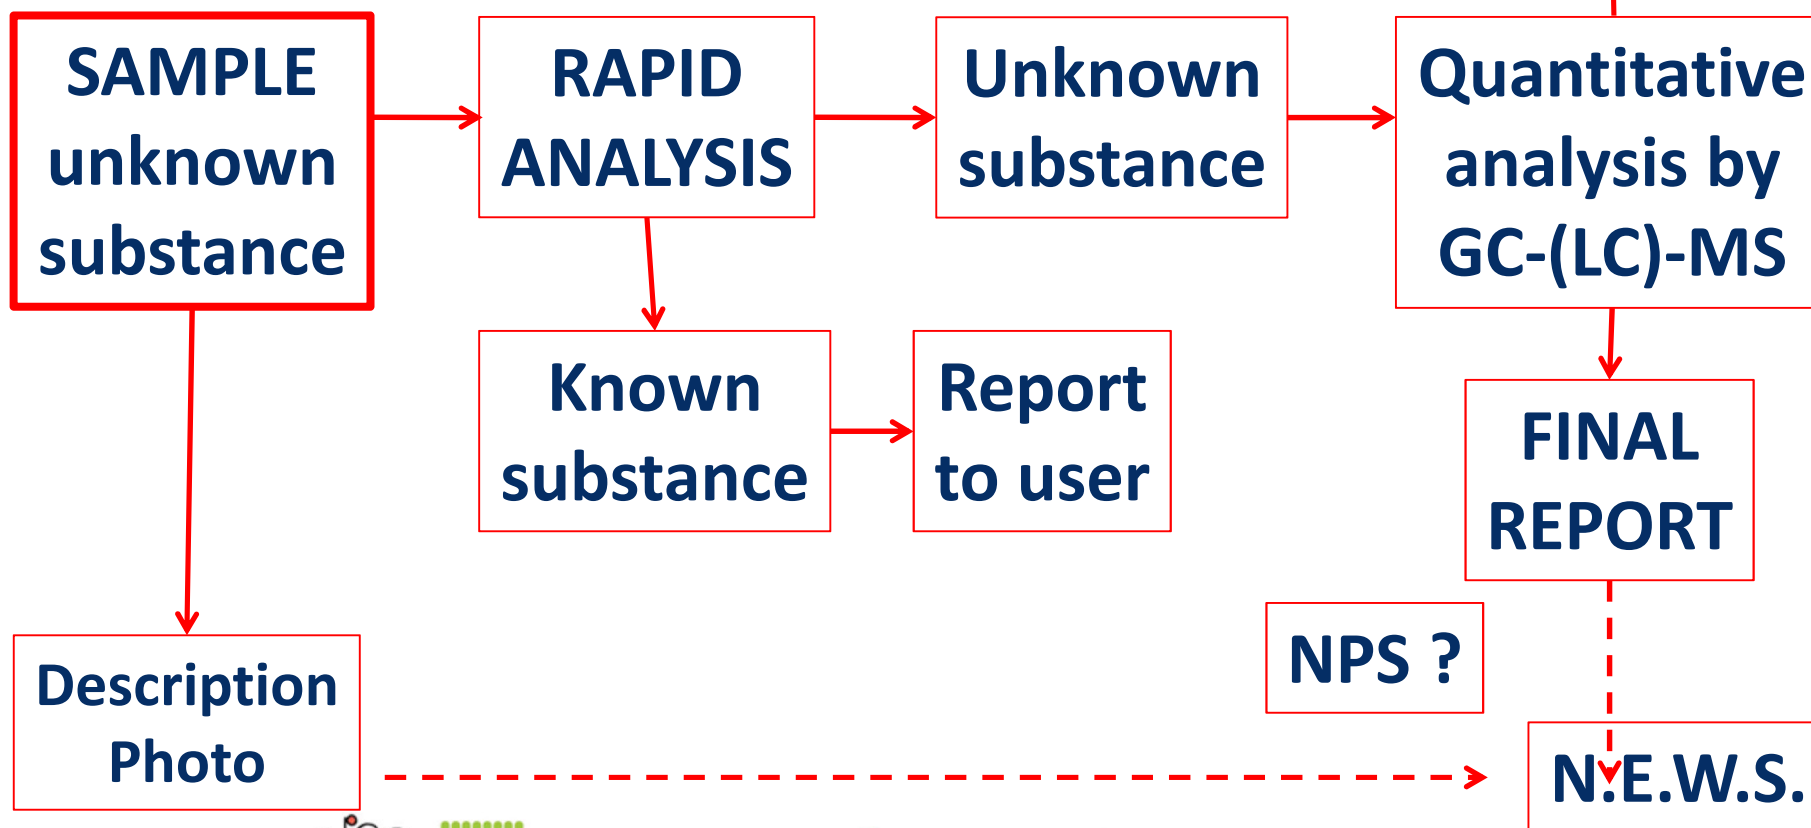 SAMPLE
unknown
substance
RAPID
ANALYSIS
Unknown
substance
Quantitative
analysis by
GC-(LC)-MS
Known
substance
Report
to user
FINAL
REPORT
NPS ?
Description
Photo
N.E.W.S.